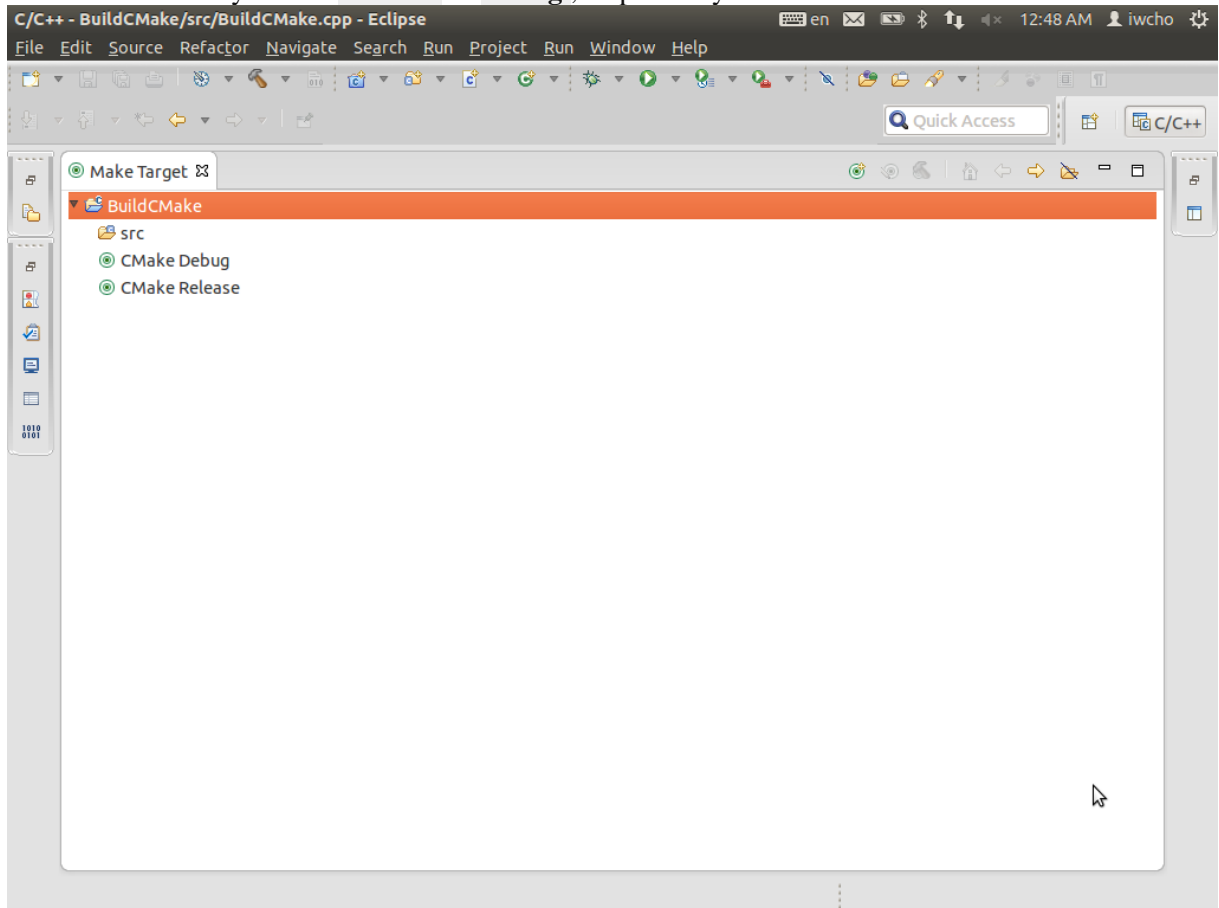 C/C++ - BuildCMake/src/BuildCMake.cpp - Eclipse en 12:48 AM iwcho
File Edit Source Refactor Navigate Search Run Project Run Window Help
Quick Access C/C++
Make Target
BuildCMake
src
CMake Debug
CMake Release